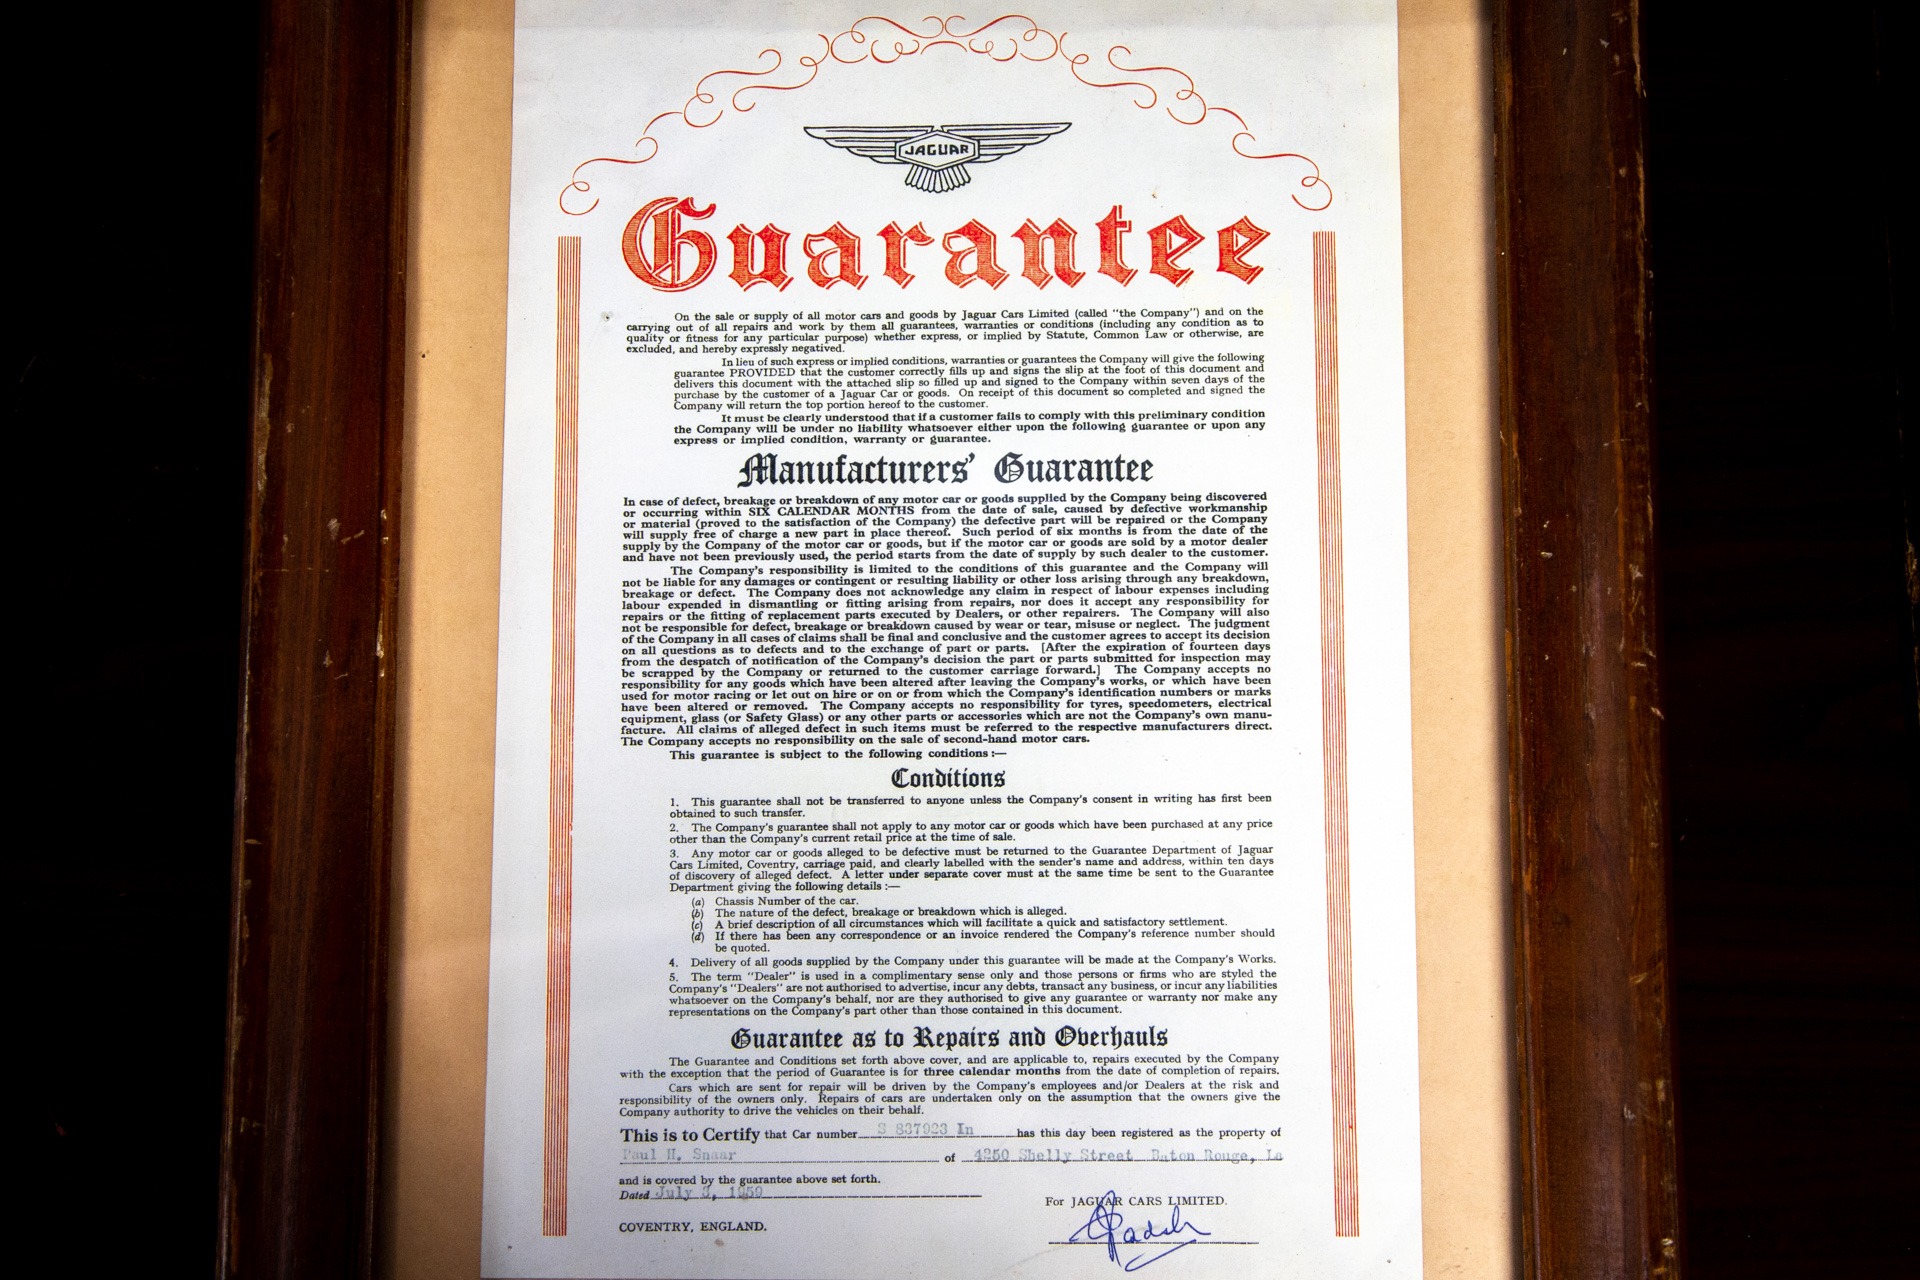 JAGUAR
Guarantee
On the sale or supply of all motor cars and goods by Jaguar Cars Limited (called "the Company") and on the
carrying out of all repairs and work by them all guarantees, warranties or conditions (including any condition as to
quality or fitness for any particular purpose) whether express, or implied by Statute, Common Law or otherwise, are
excluded, and hereby expressly negatived.
In lieu of such express or implied conditions, warranties or guarantees the Company will give the following
guarantee PROVIDED that the customer correctly fills up and signs the slip at the foot of this document and
delivers this document with the attached slip so filled up and signed to the Company within seven days of the
purchase by the customer of a Jaguar Car or goods. On receipt of this document so completed and signed the
Company will return the top portion hereof to the customer.
It must be clearly understood that if a customer fails to comply with this preliminary condition
the Company will be under no liability whatsoever either upon the following guarantee or upon any
express or implied condition, warranty or guarantee.
Manufacturers' Guarantee
In case of defect, breakage or breakdown of any motor car or goods supplied by the Company being discovered
or occurring within SIX CALENDAR MONTHS from the date of sale, caused by defective workmanship
or material (proved to the satisfaction of the Company) the defective part will be repaired or the Company
will supply free of charge a new part in place thereof. Such period of six months is from the date of the
supply by the Company of the motor car or goods, but if the motor car or goods are sold by a motor dealer
and have not been previously used, the period starts from the date of supply by such dealer to the customer.
The Company's responsibility is limited to the conditions of this guarantee and the Company will
not be liable for any damages or contingent or resulting liability or other loss arising through any breakdown,
breakage or defect. The Company does not acknowledge any claim in respect of labour expenses including
labour expended in dismantling or fitting arising from repairs, nor does it accept any responsibility for
repairs or the fitting of replacement parts executed by Dealers, or other repairers. The Company will also
not be responsible for defect, breakage or breakdown caused by wear or tear, misuse or neglect. The judgment
of the Company in all cases of claims shall be final and conclusive and the customer agrees to accept its decision
on all questions as to defects and to the exchange of part or parts. [After the expiration of fourteen days
from the despatch of notification of the Company's decision the part or parts submitted for inspection may
be scrapped by the Company or returned to the customer carriage forward.] The Company accepts no
responsibility for any goods which have been altered after leaving the Company's works, or which have been
used for motor racing or let out on hire or on or from which the Company's identification numbers or marks
have been altered or removed. The Company accepts no responsibility for tyres, speedometers, electrical
equipment, glass (or Safety Glass) or any other parts or accessories which are not the Company's own manu-
facture. All claims of alleged defect in such items must be referred to the respective manufacturers direct.
The Company accepts no responsibility on the sale of second-hand motor cars.
This guarantee is subject to the following conditions :—
Conditions
1. This guarantee shall not be transferred to anyone unless the Company's consent in writing has first been
obtained to such transfer.
2. The Company's guarantee shall not apply to any motor car or goods which have been purchased at any price
other than the Company's current retail price at the time of sale.
3. Any motor car or goods alleged to be defective must be returned to the Guarantee Department of Jaguar
Cars Limited, Coventry, carriage paid, and clearly labelled with the sender's name and address, within ten days
of discovery of alleged defect. A letter under separate cover must at the same time be sent to the Guarantee
Department giving the following details :—
(a) Chassis Number of the car.
(b) The nature of the defect, breakage or breakdown which is alleged.
(c) A brief description of all circumstances which will facilitate a quick and satisfactory settlement.
(d) If there has been any correspondence or an invoice rendered the Company's reference number should
be quoted.
4. Delivery of all goods supplied by the Company under this guarantee will be made at the Company's Works.
5. The term "Dealer" is used in a complimentary sense only and those persons or firms who are styled the
Company's "Dealers" are not authorised to advertise, incur any debts, transact any business, or incur any liabilities
whatsoever on the Company's behalf, nor are they authorised to give any guarantee or warranty nor make any
representations on the Company's part other than those contained in this document.
Guarantee as to Repairs and Overhauls
The Guarantee and Conditions set forth above cover, and are applicable to, repairs executed by the Company
with the exception that the period of Guarantee is for three calendar months from the date of completion of repairs.
Cars which are sent for repair will be driven by the Company's employees and/or Dealers at the risk and
responsibility of the owners only. Repairs of cars are undertaken only on the assumption that the owners give the
Company authority to drive the vehicles on their behalf.
This is to Certify that Car number S 837923 In has this day been registered as the property of
Paul H. Snaar of 4250 Shelly Street Baton Rouge, La
and is covered by the guarantee above set forth.
Dated July 3, 1959
For JAGUAR CARS LIMITED.
COVENTRY, ENGLAND.